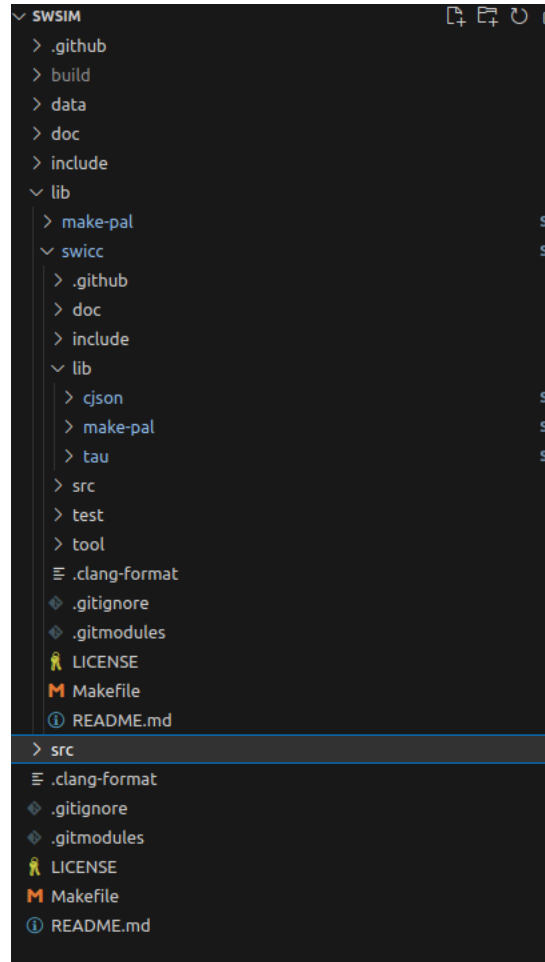 SWSIM
.github
build
data
doc
include
lib
make-pal
swicc
.github
doc
include
lib
cjson
make-pal
tau
src
test
tool
.clang-format
.gitignore
.gitmodules
LICENSE
Makefile
README.md
src
.clang-format
.gitignore
.gitmodules
LICENSE
Makefile
README.md